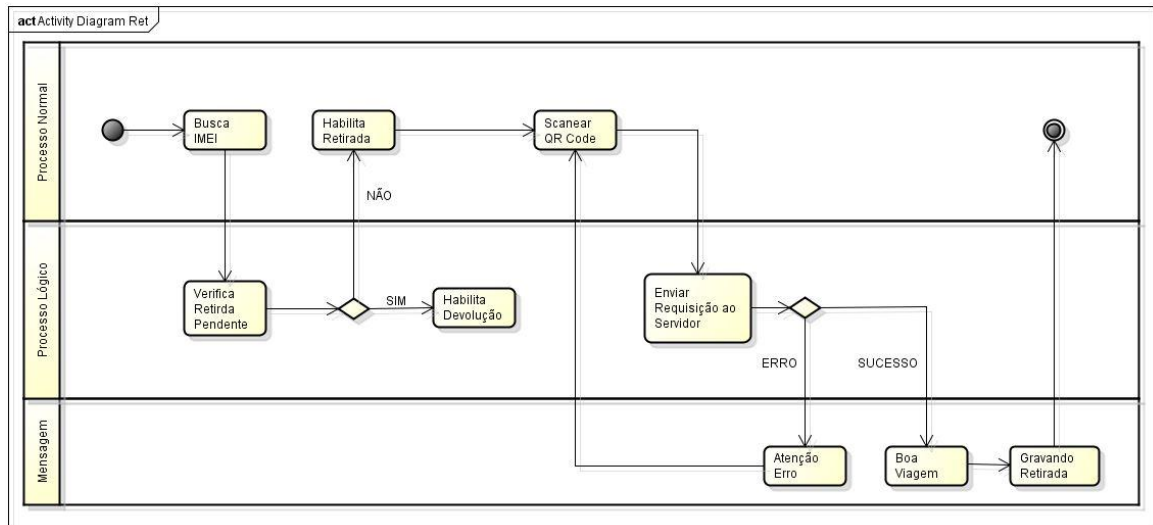 act Activity Diagram Ret
Processo Normal
Busca
IMEI
Habilita
Retirada
Scanear
QR Code
NÃO
Processo Lógico
Verifica
Retirda
Pendente
SIM
Habilita
Devolução
Enviar
Requisição ao
Servidor
ERRO
SUCESSO
Mensagem
Atenção
Erro
Boa
Viagem
Gravando
Retirada